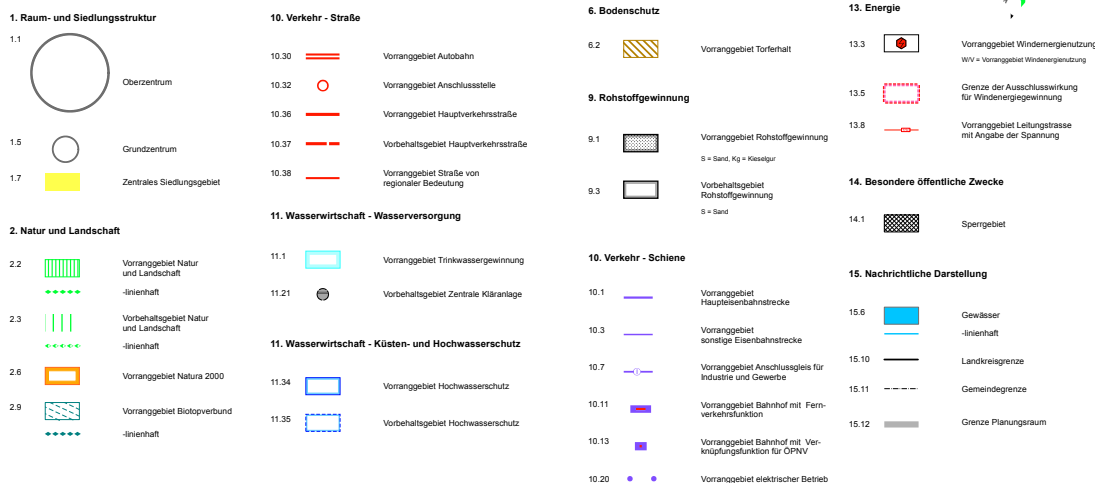 1. Raum- und Siedlungsstruktur
1.1
Oberzentrum
1.5
Grundzentrum
1.7
Zentrales Siedlungsgebiet
2. Natur und Landschaft
2.2
Vorranggebiet Natur
und Landschaft
-linienhaft
2.3
Vorbehaltsgebiet Natur
und Landschaft
-linienhaft
2.6
Vorranggebiet Natura 2000
2.9
Vorranggebiet Biotopverbund
-linienhaft
10. Verkehr - Straße
10.30
Vorranggebiet Autobahn
10.32
Vorranggebiet Anschlussstelle
10.36
Vorranggebiet Hauptverkehrsstraße
10.37
Vorbehaltsgebiet Hauptverkehrsstraße
10.38
Vorranggebiet Straße von
regionaler Bedeutung
11. Wasserwirtschaft - Wasserversorgung
11.1
Vorranggebiet Trinkwassergewinnung
11.21
Vorbehaltsgebiet Zentrale Kläranlage
11. Wasserwirtschaft - Küsten- und Hochwasserschutz
11.34
Vorranggebiet Hochwasserschutz
11.35
Vorbehaltsgebiet Hochwasserschutz
6. Bodenschutz
6.2
Vorranggebiet Torferhalt
9. Rohstoffgewinnung
9.1
Vorranggebiet Rohstoffgewinnung
S = Sand, Kg = Kieselgur
9.3
Vorbehaltsgebiet
Rohstoffgewinnung
S = Sand
10. Verkehr - Schiene
10.1
Vorranggebiet
Haupteisenbahnstrecke
10.3
Vorranggebiet
sonstige Eisenbahnstrecke
10.7
Vorranggebiet Anschlussgleis für
Industrie und Gewerbe
10.11
Vorranggebiet Bahnhof mit Fern-
verkehrsfunktion
10.13
Vorranggebiet Bahnhof mit Ver-
knüpfungsfunktion für ÖPNV
10.20
Vorranggebiet elektrischer Betrieb
13. Energie
13.3
Vorranggebiet Windernergienutzung
W/V = Vorranggebiet Windenergienutzung
13.5
Grenze der Ausschlusswirkung
für Windenergiegewinnung
13.8
Vorranggebiet Leitungstrasse
mit Angabe der Spannung
14. Besondere öffentliche Zwecke
14.1
Sperrgebiet
15. Nachrichtliche Darstellung
15.6
Gewässer
-linienhaft
15.10
Landkreisgrenze
15.11
Gemeindegrenze
15.12
Grenze Planungsraum